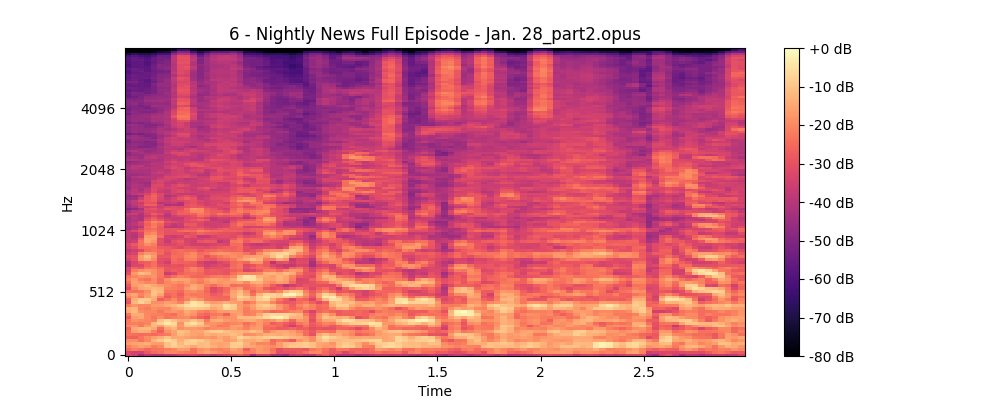 6 - Nightly News Full Episode - Jan. 28_part2.opus
Hz
4096
2048
1024
512
0
0 0.5 1 1.5 2 2.5
Time
+0 dB
-10 dB
-20 dB
-30 dB
-40 dB
-50 dB
-60 dB
-70 dB
-80 dB